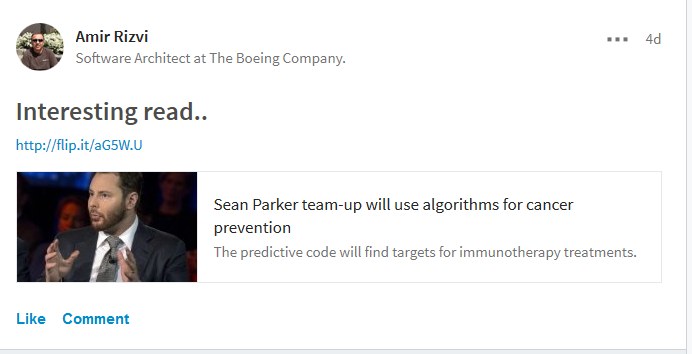 Amir Rizvi
4d
Software Architect at The Boeing Company.
Interesting read..
http://flip.it/aG5W.U
Sean Parker team-up will use algorithms for cancer
prevention
The predictive code will find targets for immunotherapy treatments.
Like Comment